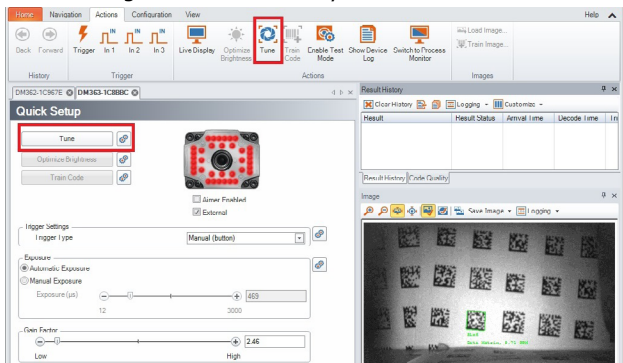 Home Navigation Actions Configuration View Help
Back Forward Trigger In 1 In 2 In 3 Live Display Optimize Brightness Tune Train Code Enable Test Mode Show Device Log Switch to Process Monitor Load Image... Train Image...
History Trigger Actions Images
DM362-1C967E DM363-1C8BBC
Quick Setup
Tune
Optimize Brightness
Train Code
Aimer Enabled
External
Trigger Settings
Trigger Type Manual (button)
Exposure
Automatic Exposure
Manual Exposure
Exposure (µs) 469
12 3000
Gain Factor
2.46
Low High
Result History
Clear History Logging Customize
Result Result Status Arrival Time Decode Time In
Result History Code Quality
Image
Save Image Logging